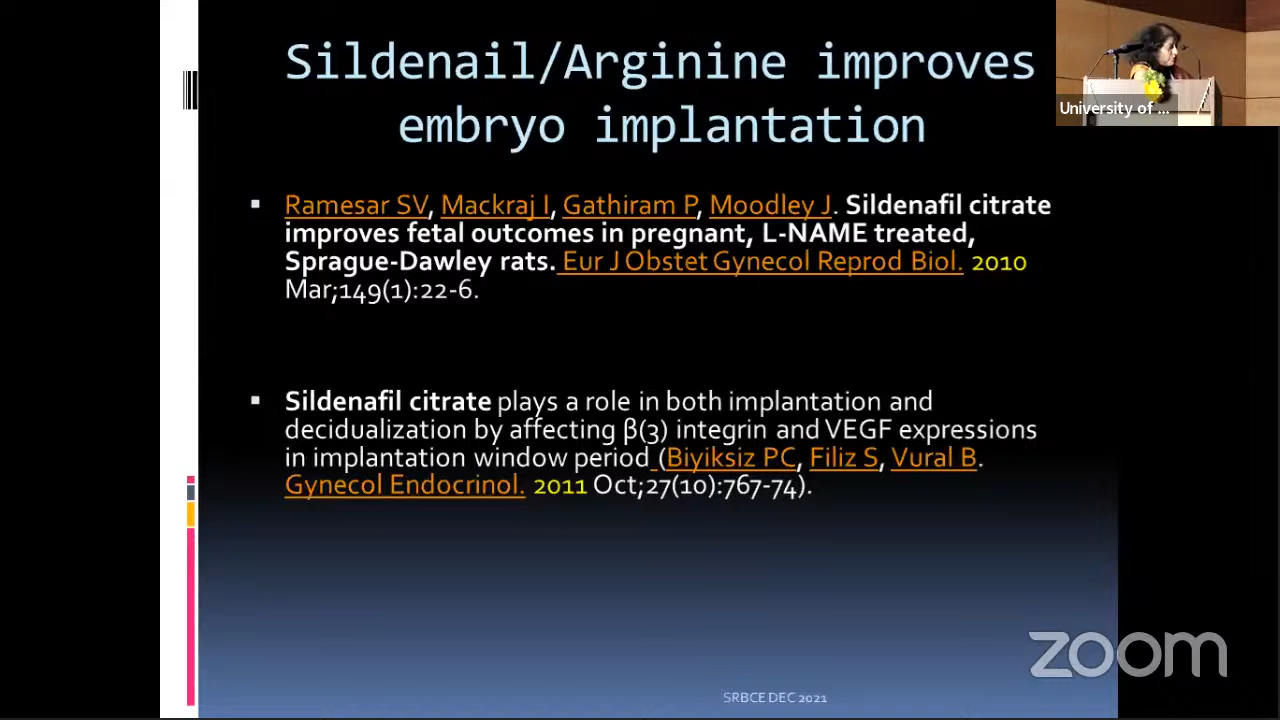 Sildenail/Arginine improves
embryo implantation
University of ...
▪ Ramesar SV, Mackraj I, Gathiram P, Moodley J. Sildenafil citrate
improves fetal outcomes in pregnant, L-NAME treated,
Sprague-Dawley rats. Eur J Obstet Gynecol Reprod Biol. 2010
Mar;149(1):22-6.
▪ Sildenafil citrate plays a role in both implantation and
decidualization by affecting β(3) integrin and VEGF expressions
in implantation window period (Biyiksiz PC, Filiz S, Vural B.
Gynecol Endocrinol. 2011 Oct;27(10):767-74).
zoom
SRBCE DEC 2021